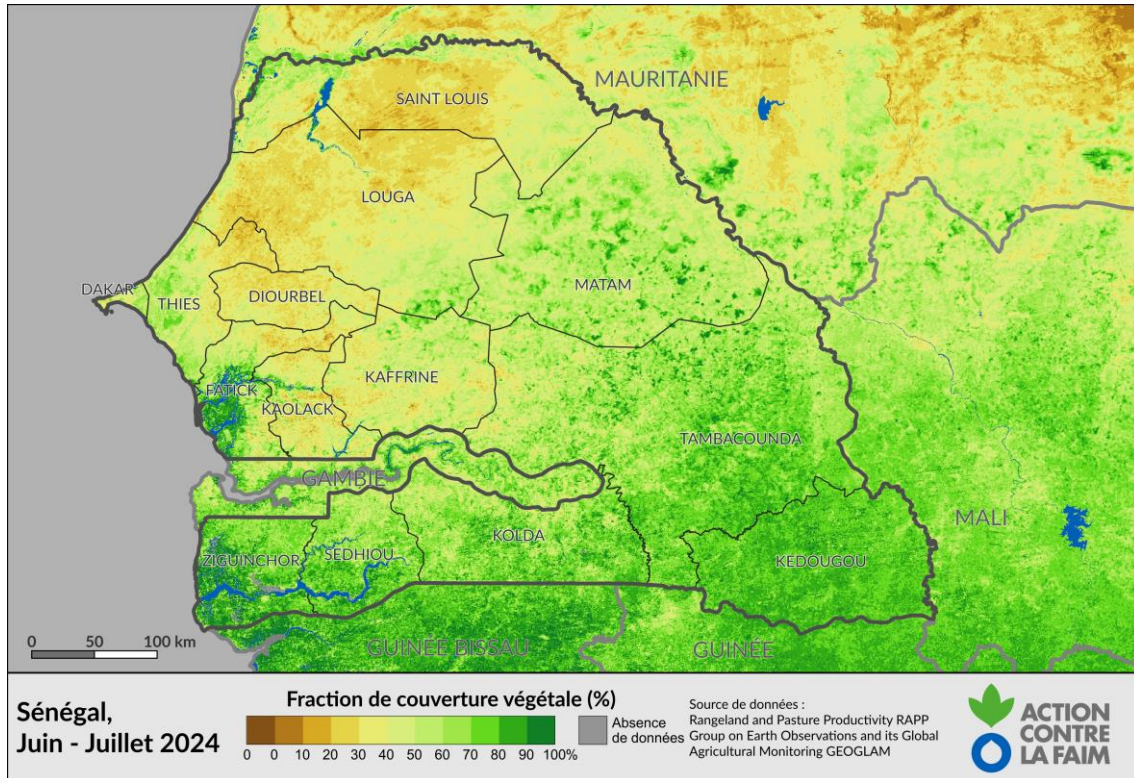 MAURITANIE
SAINT LOUIS
LOUGA
MATAM
DAKAR
THIES
DIOURBEL
KAFFRINE
FATICK
KAOLACK
TAMBACOUNDA
GAMBIE
MALI
KOLDA
ZIGUINCHOR
SEDHIOU
KEDOUGOU
GUINÉE BISSAU
GUINÉE
0 50 100 km
Sénégal,
Juin - Juillet 2024
Fraction de couverture végétale (%)
0 0 10 20 30 40 50 60 70 80 90 100%
Absence
de données
Source de données :
Rangeland and Pasture Productivity RAPP
Group on Earth Observations and its Global
Agricultural Monitoring GEOGLAM
ACTION
CONTRE
LA FAIM